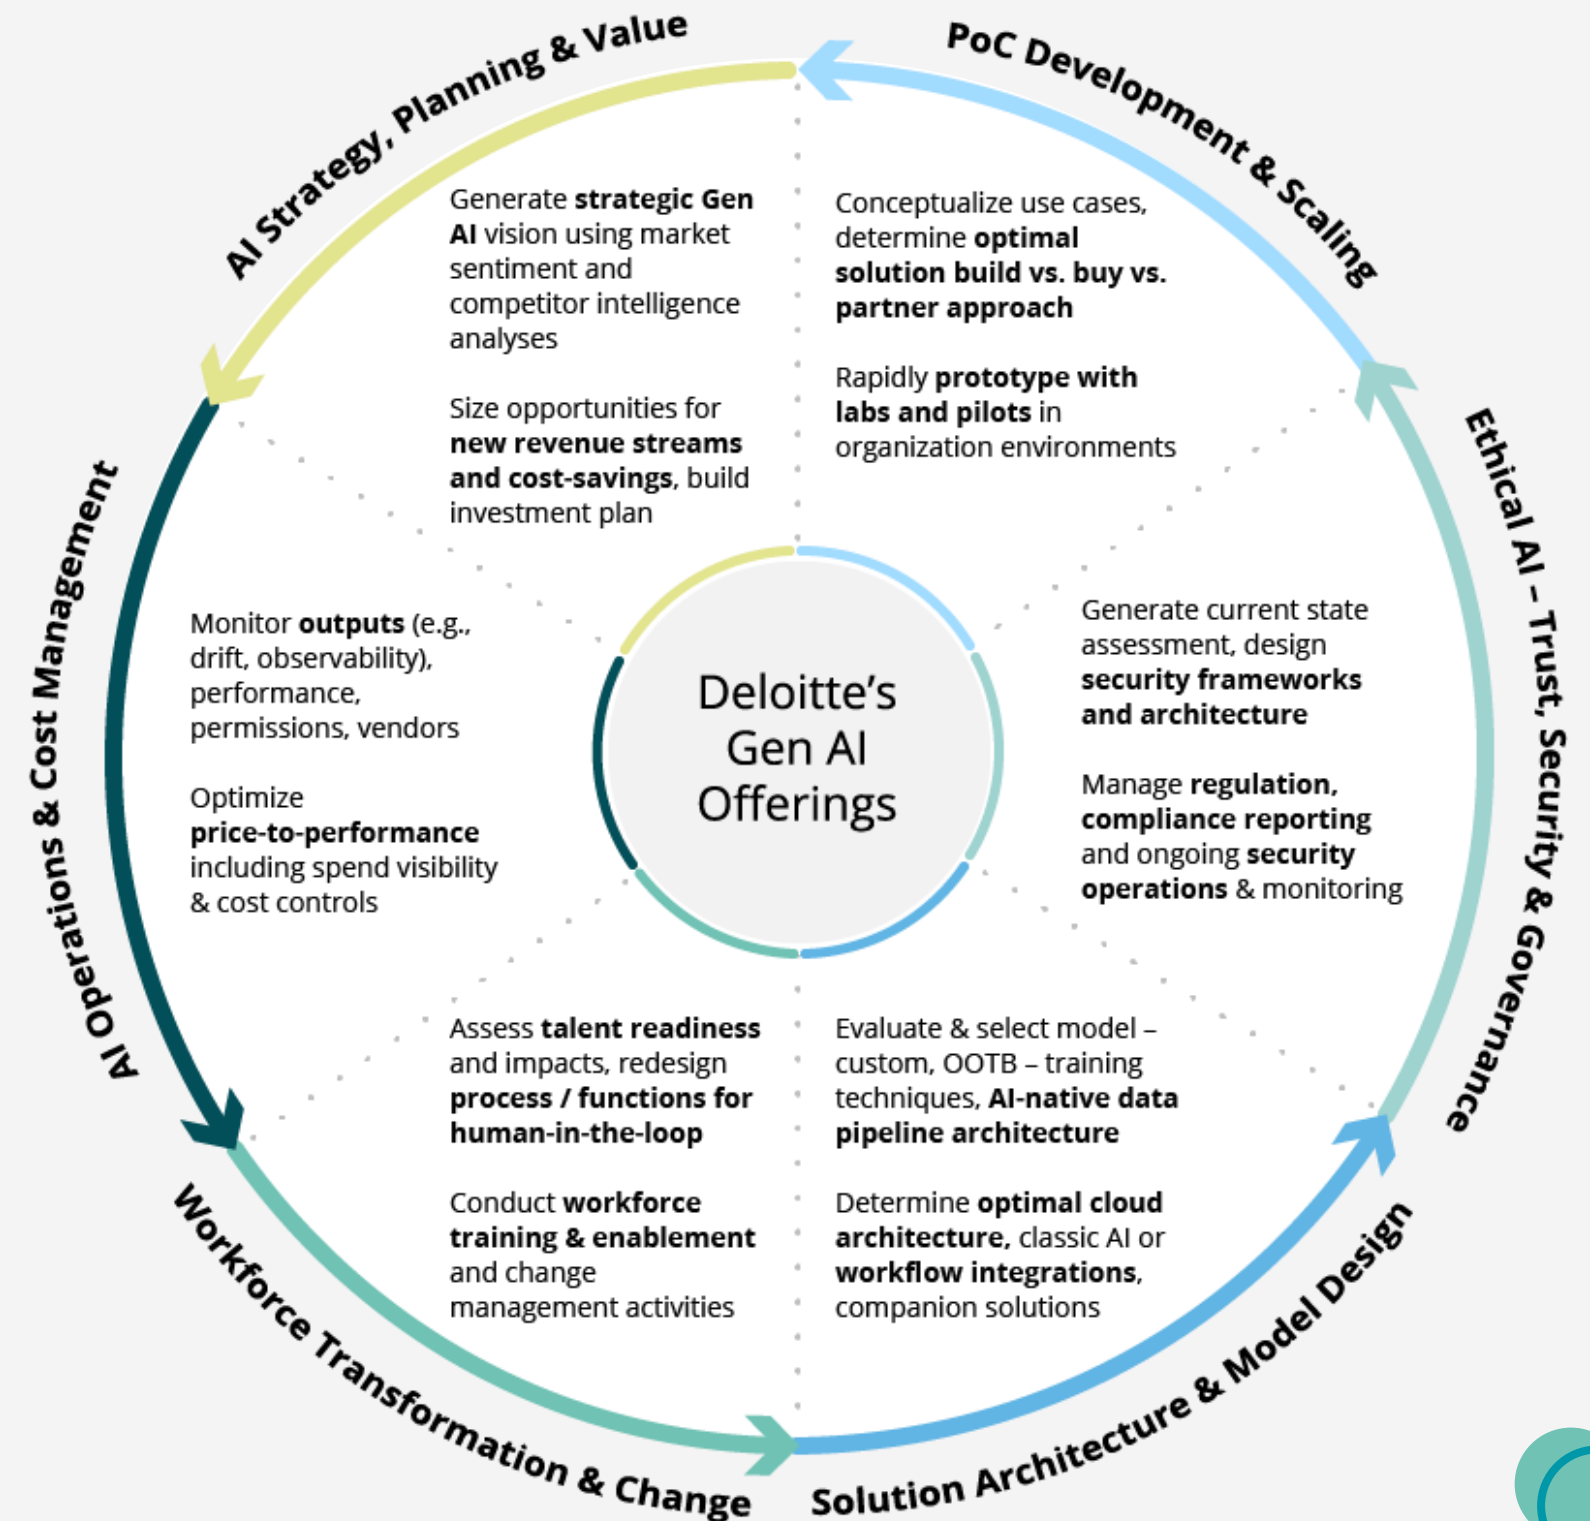 AI Strategy, Planning & Value
Generate strategic Gen
AI vision using market
sentiment and
competitor intelligence
analyses
Size opportunities for
new revenue streams
and cost-savings, build
investment plan
PoC Development & Scaling
Conceptualize use cases,
determine optimal
solution build vs. buy vs.
partner approach
Rapidly prototype with
labs and pilots in
organization environments
AI Operations & Cost Management
Monitor outputs (e.g.,
drift, observability),
performance,
permissions, vendors
Optimize
price-to-performance
including spend visibility
& cost controls
Deloitte’s
Gen AI
Offerings
Ethical AI – Trust, Security & Governance
Generate current state
assessment, design
security frameworks
and architecture
Manage regulation,
compliance reporting
and ongoing security
operations & monitoring
Workforce Transformation & Change
Assess talent readiness
and impacts, redesign
process / functions for
human-in-the-loop
Conduct workforce
training & enablement
and change
management activities
Solution Architecture & Model Design
Evaluate & select model –
custom, OOTB – training
techniques, AI-native data
pipeline architecture
Determine optimal cloud
architecture, classic AI or
workflow integrations,
companion solutions